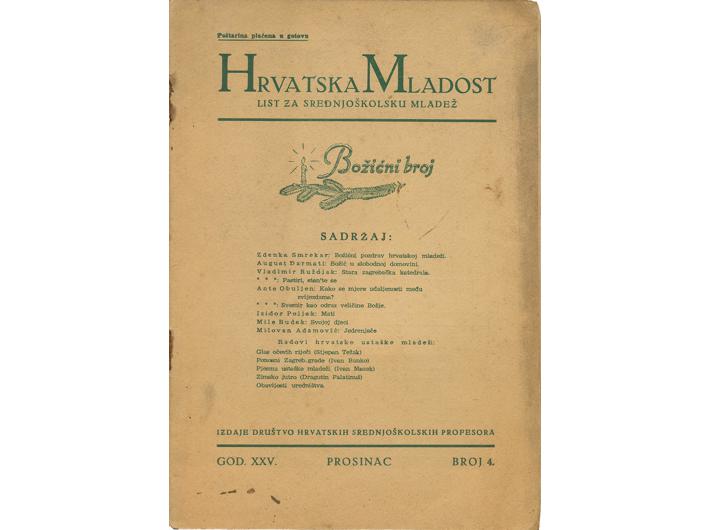 Poštarina plaćena u gotovu
HRVATSKA MLADOST
LIST ZA SREDNJOŠKOLSKU MLADEŽ
Božićni broj
SADRŽAJ:
Zdenka Smrekar: Božićni pozdrav hrvatskoj mladeži.
August Đarmati: Božić u slobodnoj domovini.
Vladimir Ruždjak: Stara zagrebačka katedrala.
* * *: Pastiri, stan'te se
Ante Obuljen: Kako se mjere udaljenosti među
zvijezdama?
* * *: Svemir kao odraz veličine Božje.
Izidor Poljak: Mati
Mile Budak: Svojoj djeci
Milovan Adamović: Jedrenjače
Radovi hrvatske ustaške mladeži:
Glas očevih riječi (Stjepan Težak)
Ponosni Zagreb-grade (Ivan Bunko)
Pjesma ustaške mladeži (Ivan Macek)
Zimsko jutro (Dragutin Palatinuš)
Obavijesti uredništva.
IZDAJE DRUŠTVO HRVATSKIH SREDNJOŠKOLSKIH PROFESORA
GOD. XXV. PROSINAC BROJ 4.